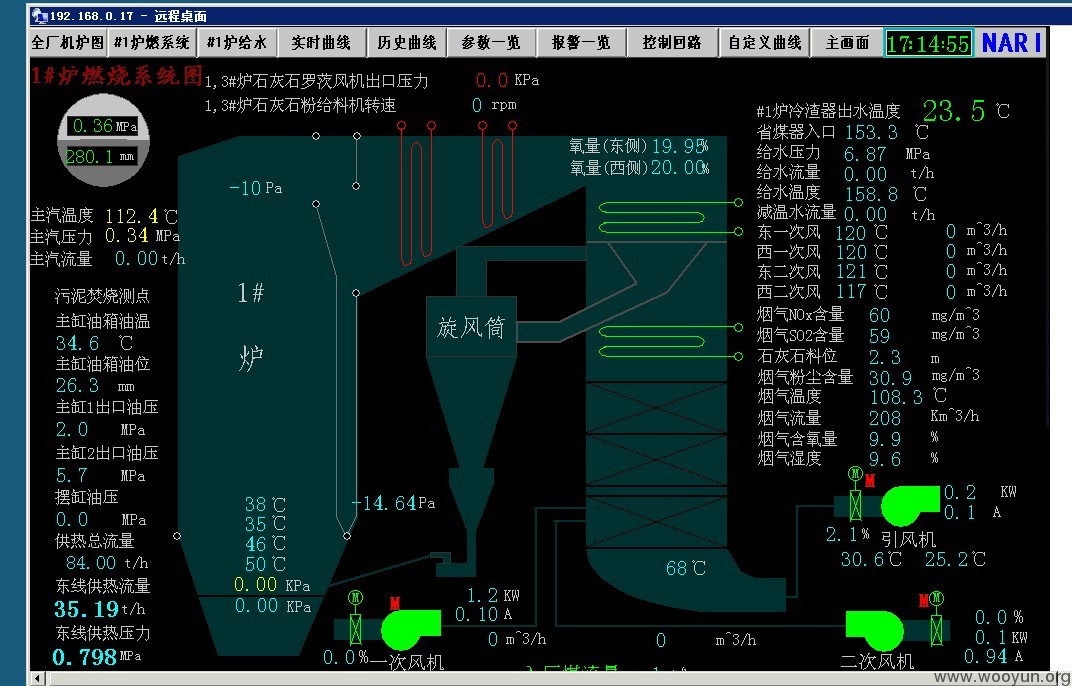 192.168.0.17 - 远程桌面
全厂机炉图 #1炉燃系统 #1炉给水 实时曲线 历史曲线 参数一览 报警一览 控制回路 自定义曲线 主画面 17:14:55 NARI
1#炉燃烧系统图
1,3#炉石灰石罗茨风机出口压力 0.0 KPa
1,3#炉石灰石粉给料机转速 0 rpm
0.36 MPa
280.1 mm
-10 Pa
主汽温度 112.4 ℃
主汽压力 0.34 MPa
主汽流量 0.00 t/h
污泥焚烧测点
主缸油箱油温
34.6 ℃
主缸油箱油位
26.3 mm
主缸1出口油压
2.0 MPa
主缸2出口油压
5.7 MPa
摆缸油压
0.0 MPa
供热总流量
84.00 t/h
东线供热流量
35.19 t/h
东线供热压力
0.798 MPa
1#
炉
旋风筒
氧量(东侧) 19.95%
氧量(西侧) 20.00%
38 ℃
35 ℃
46 ℃
50 ℃
0.00 KPa
0.00 KPa
-14.64 Pa
68 ℃
#1炉冷渣器出水温度 23.5 ℃
省煤器入口 153.3 ℃
给水压力 6.87 MPa
给水流量 0.00 t/h
给水温度 158.8 ℃
减温水流量 0.00 t/h
东一次风 120 ℃ 0 m^3/h
西一次风 120 ℃ 0 m^3/h
东二次风 121 ℃ 0 m^3/h
西二次风 117 ℃ 0 m^3/h
烟气NOx含量 60 mg/m^3
烟气SO2含量 59 mg/m^3
石灰石料位 2.3 m
烟气粉尘含量 30.9 mg/m^3
烟气温度 108.3 ℃
烟气流量 208 Km^3/h
烟气含氧量 9.9 %
烟气湿度 9.6 %
M M
0.2 KW
0.1 A
2.1% 引风机
30.6℃ 25.2℃
M M
1.2 KW
0.10 A
0 m^3/h
0 m^3/h
0.0% 一次风机
M M
0.0 %
0.1 KW
0.94 A
二次风机
www.wooyun.org